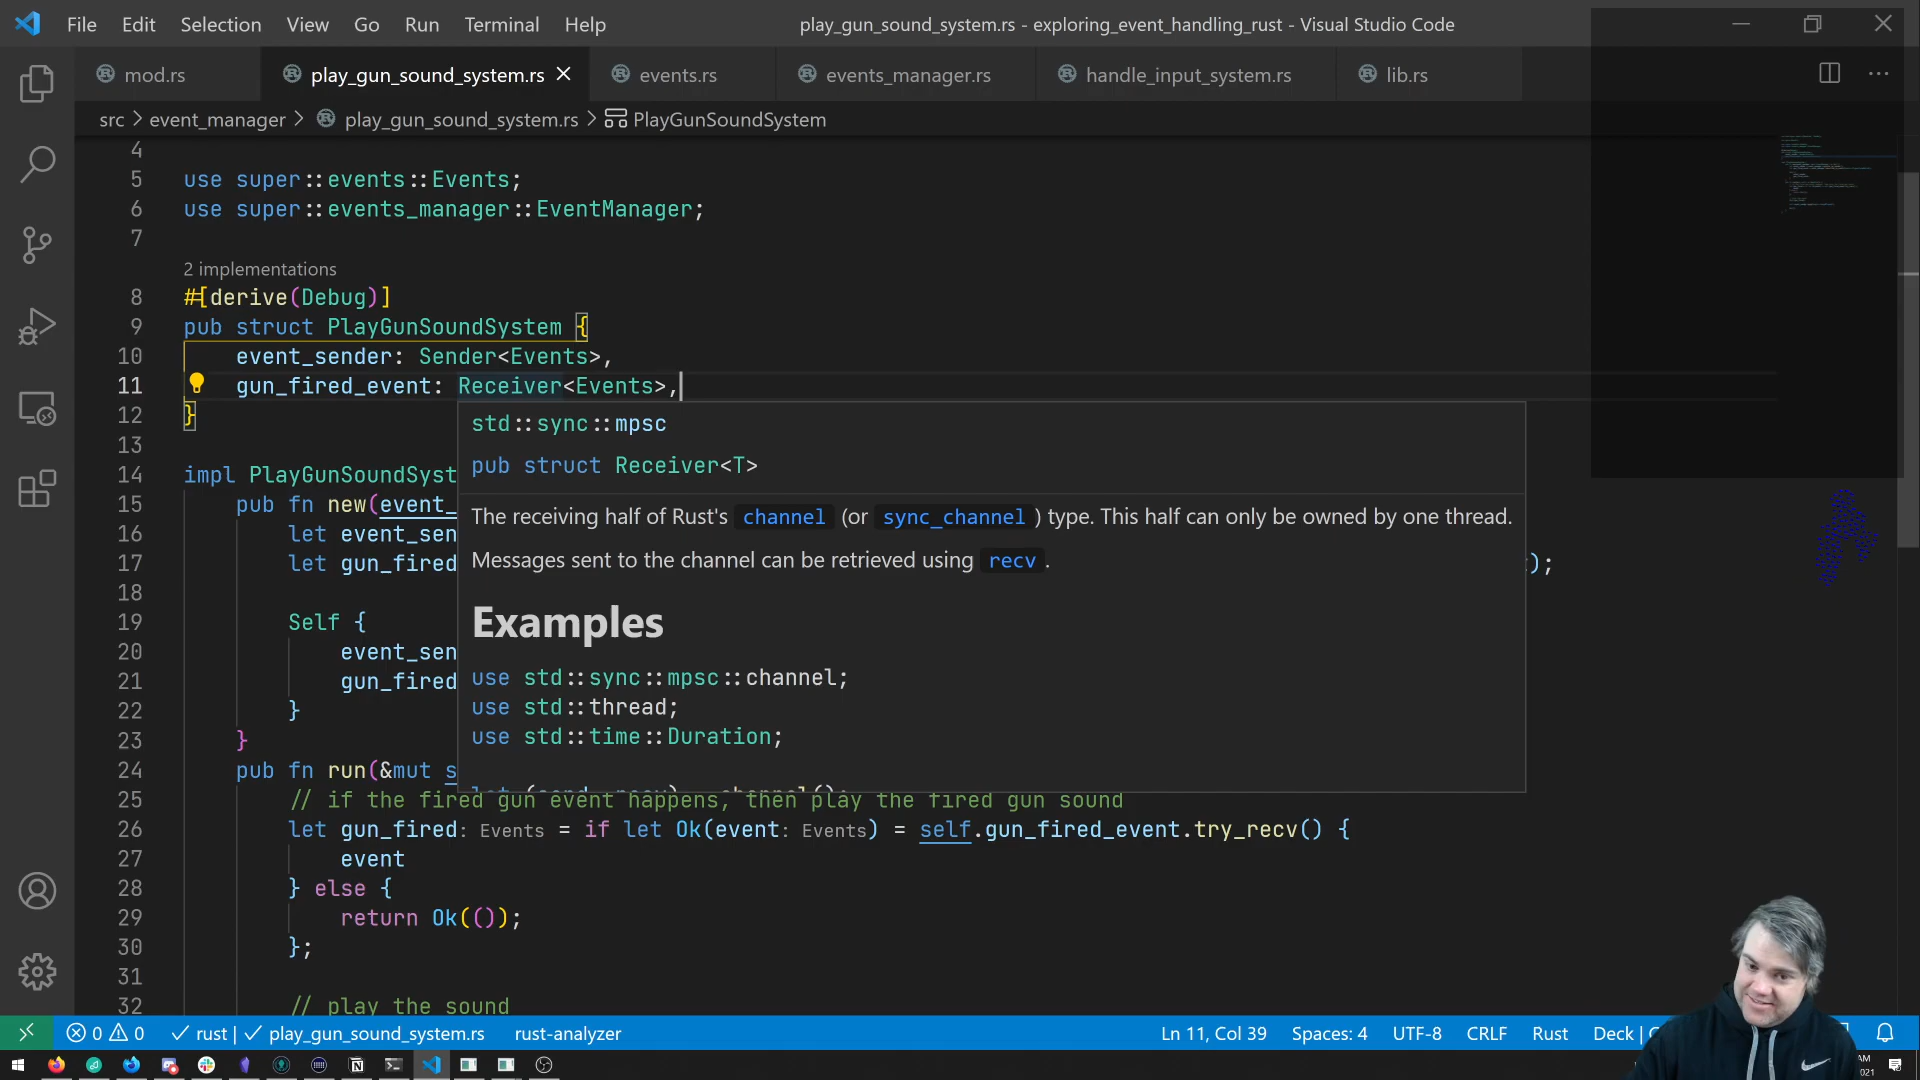 File Edit Selection View Go Run Terminal Help
play_gun_sound_system.rs - exploring_event_handling_rust - Visual Studio Code
mod.rs
play_gun_sound_system.rs
events.rs
events_manager.rs
handle_input_system.rs
lib.rs
src > event_manager > play_gun_sound_system.rs > PlayGunSoundSystem
4
5 use super::events::Events;
6 use super::events_manager::EventManager;
7
2 implementations
8 #[derive(Debug)]
9 pub struct PlayGunSoundSystem {
10 event_sender: Sender<Events>,
11 gun_fired_event: Receiver<Events>,
12 }
13
14 impl PlayGunSoundSyst
15 pub fn new(event_
16 let event_sen
17 let gun_fired );
18
19 Self {
20 event_sen
21 gun_fired
22 }
23 }
24 pub fn run(&mut s
std::sync::mpsc
pub struct Receiver<T>
The receiving half of Rust's channel (or sync_channel ) type. This half can only be owned by one thread.
Messages sent to the channel can be retrieved using recv .
Examples
use std::sync::mpsc::channel;
use std::thread;
use std::time::Duration;
25 // if the fired gun event happens, then play the fired gun sound
26 let gun_fired: Events = if let Ok(event: Events) = self.gun_fired_event.try_recv() {
27 event
28 } else {
29 return Ok(());
30 };
31
32 // play the sound
0 0 rust | play_gun_sound_system.rs rust-analyzer
Ln 11, Col 39 Spaces: 4 UTF-8 CRLF Rust Deck |
AM
021